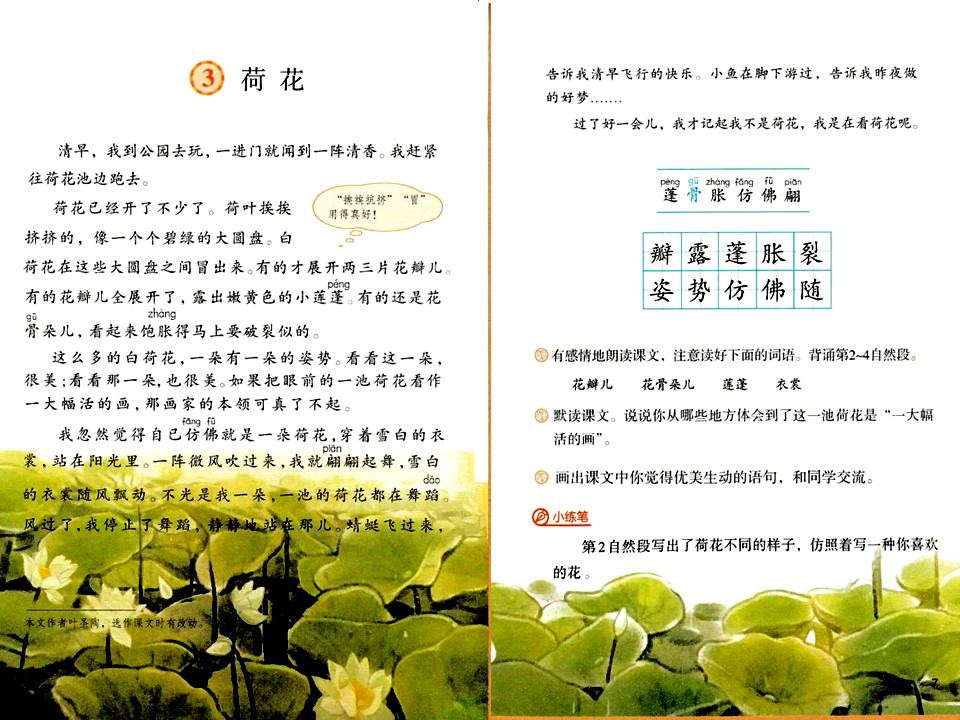 3 荷花
清早，我到公园去玩，一进门就闻到一阵清香。我赶紧
往荷花池边跑去。
荷花已经开了不少了。荷叶挨挨
挤挤的，像一个个碧绿的大圆盘。白
“挨挨抗挤”“冒”
用得真好！
荷花在这些大圆盘之间冒出来。有的才展开两三片花瓣儿。
péng
有的花瓣儿全展开了，露出嫩黄色的小莲蓬。有的还是花
gū zhàng
骨朵儿，看起来饱胀得马上要破裂似的。
这么多的白荷花，一朵有一朵的姿势。看看这一朵，
很美；看看那一朵，也很美。如果把眼前的一池荷花看作
一大幅活的画，那画家的本领可真了不起。
fǎng fú
我忽然觉得自己仿佛就是一朵荷花，穿着雪白的衣
piān
裳，站在阳光里。一阵微风吹过来，我就翩翩起舞，雪白
dǎo
的衣裳随风飘动。不光是我一朵，一池的荷花都在舞蹈。
风过了，我停止了舞蹈，静静地站在那儿。蜻蜓飞过来，
本文作者叶圣陶，选作课文时有改动。
告诉我清早飞行的快乐。小鱼在脚下游过，告诉我昨夜做
的好梦……
过了好一会儿，我才记起我不是荷花，我是在看荷花呢。
péng gū zhàng fǎng fú piān
蓬 骨 胀 仿 佛 翩
瓣 露 蓬 胀 裂
姿 势 仿 佛 随
有感情地朗读课文，注意读好下面的词语。背诵第2~4自然段。
花瓣儿 花骨朵儿 莲蓬 衣裳
默读课文。说说你从哪些地方体会到了这一池荷花是“一大幅
活的画”。
画出课文中你觉得优美生动的语句，和同学交流。
小练笔
第2自然段写出了荷花不同的样子，仿照着写一种你喜欢
的花。
7